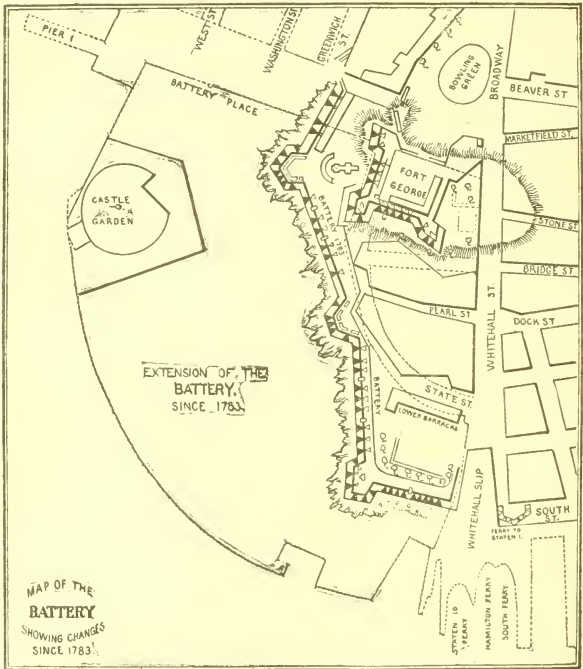 PIER 1
WEST. ST
WASHINGTON ST
GREENWICH
ST.
BATTERY PLACE
BOWLING
GREEN
BROADWAY
BEAVER ST
MARKETFIELD ST.
CASTLE
GARDEN
FORT
GEORGE
BATTERY 1783
STONE ST
BRIDGE ST
PEARL ST
WHITEHALL ST.
DOCK ST
EXTENSION OF THE
BATTERY.
SINCE 1783.
BATTERY
STATE ST.
LOWER BARRACKS
WHITEHALL SLIP
SOUTH
ST.
FERRY TO
STATEN I.
STATEN ID
FERRY
HAMILTON FERRY
SOUTH FERRY
MAP OF THE
BATTERY
SHOWING CHANGES
SINCE 1783.